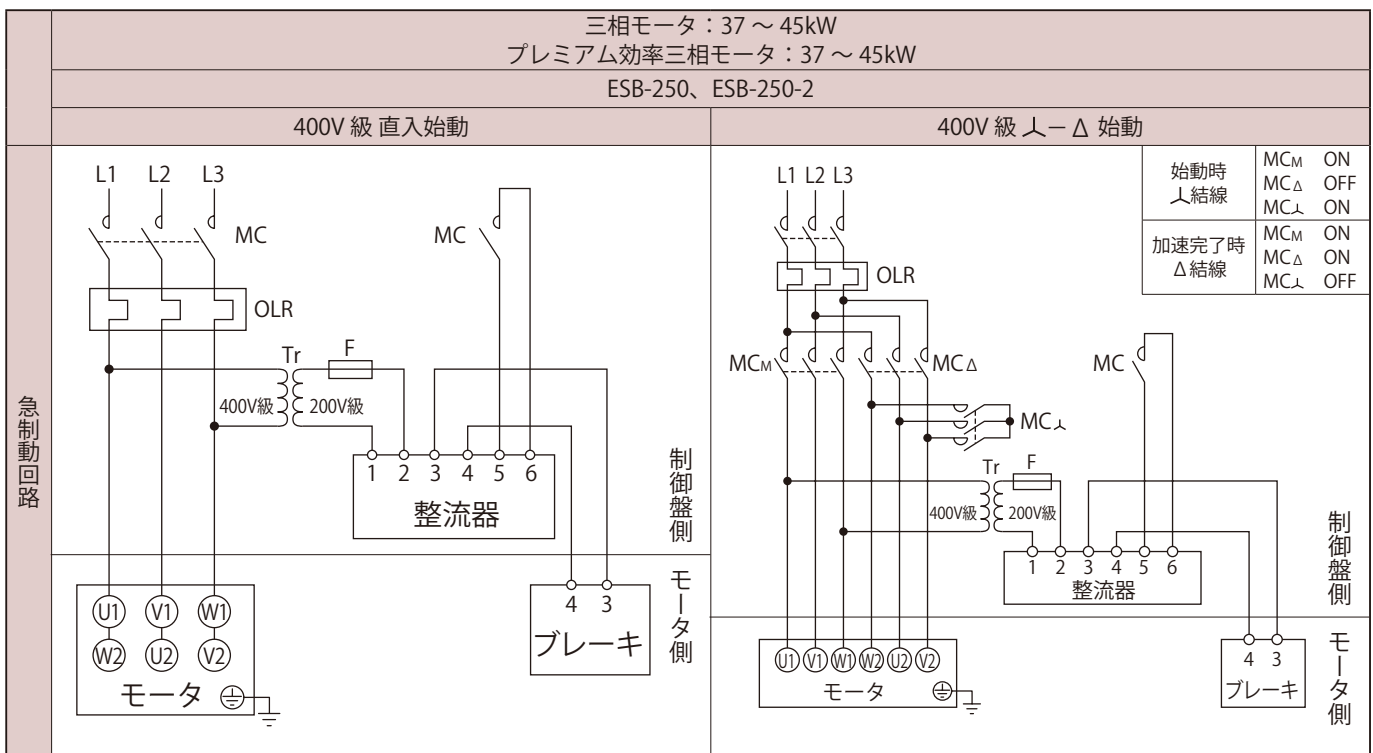 三相モータ：37 ～ 45kW
プレミアム効率三相モータ：37 ～ 45kW
ESB-250、ESB-250-2
400V 級 直入始動
400V 級 人－Δ 始動
急制動回路
L1 L2 L3
MC
MC
OLR
Tr
F
400V級
200V級
1 2 3 4 5 6
整流器
制御盤側
モータ側
U1 V1 W1
W2 U2 V2
モータ
4 3
ブレーキ
L1 L2 L3
始動時
人結線
MCM ON
MCΔ OFF
MC人 ON
加速完了時
Δ結線
MCM ON
MCΔ ON
MC人 OFF
OLR
MCM
MCΔ
MC
MC人
Tr
F
400V級
200V級
1 2 3 4 5 6
整流器
制御盤側
モータ側
U1 V1 W1 W2 U2 V2
モータ
4 3
ブレーキ